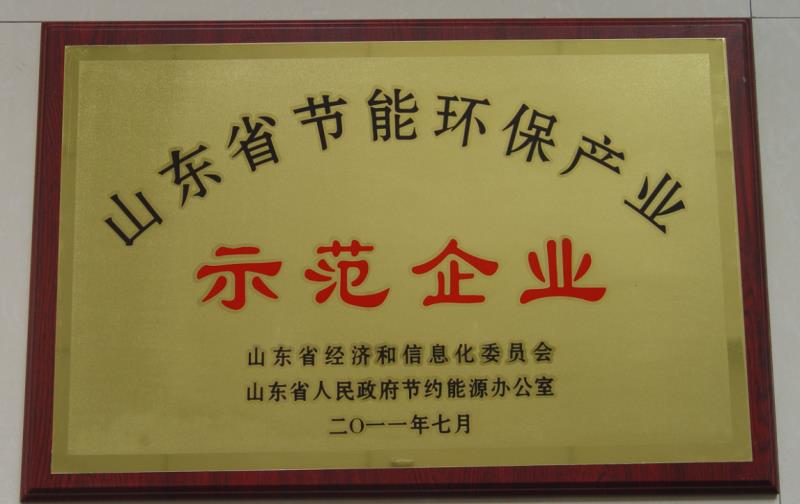 山东省节能环保产业
示范企业
山东省经济和信息化委员会
山东省人民政府节约能源办公室
二〇一一年七月